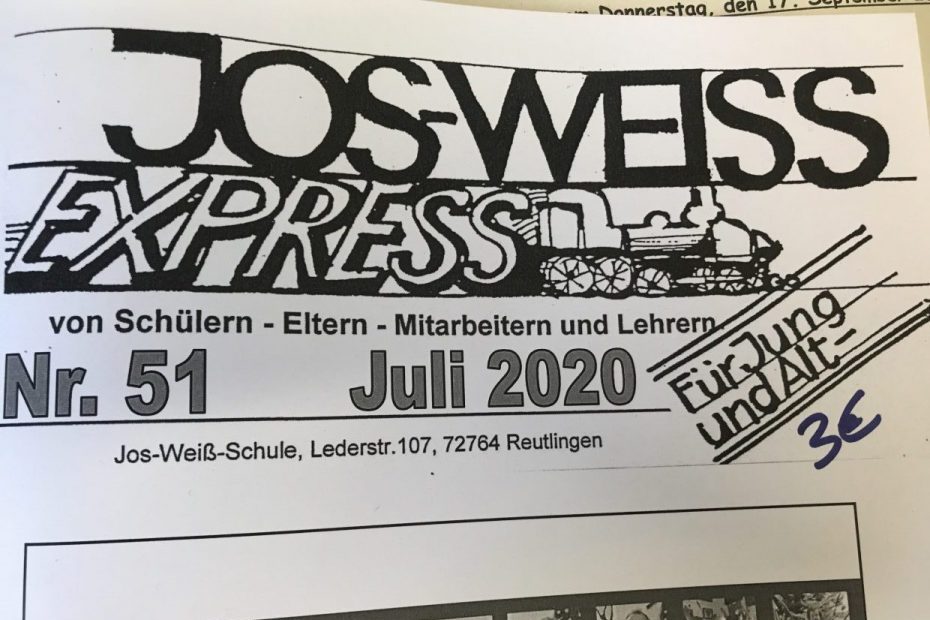 Donnerstag, den 17. September
JOS-WEISS
EXPRESS
von Schülern - Eltern - Mitarbeitern und Lehrern
Nr. 51 Juli 2020
Für Jung
und Alt-
3€
Jos-Weiß-Schule, Lederstr.107, 72764 Reutlingen